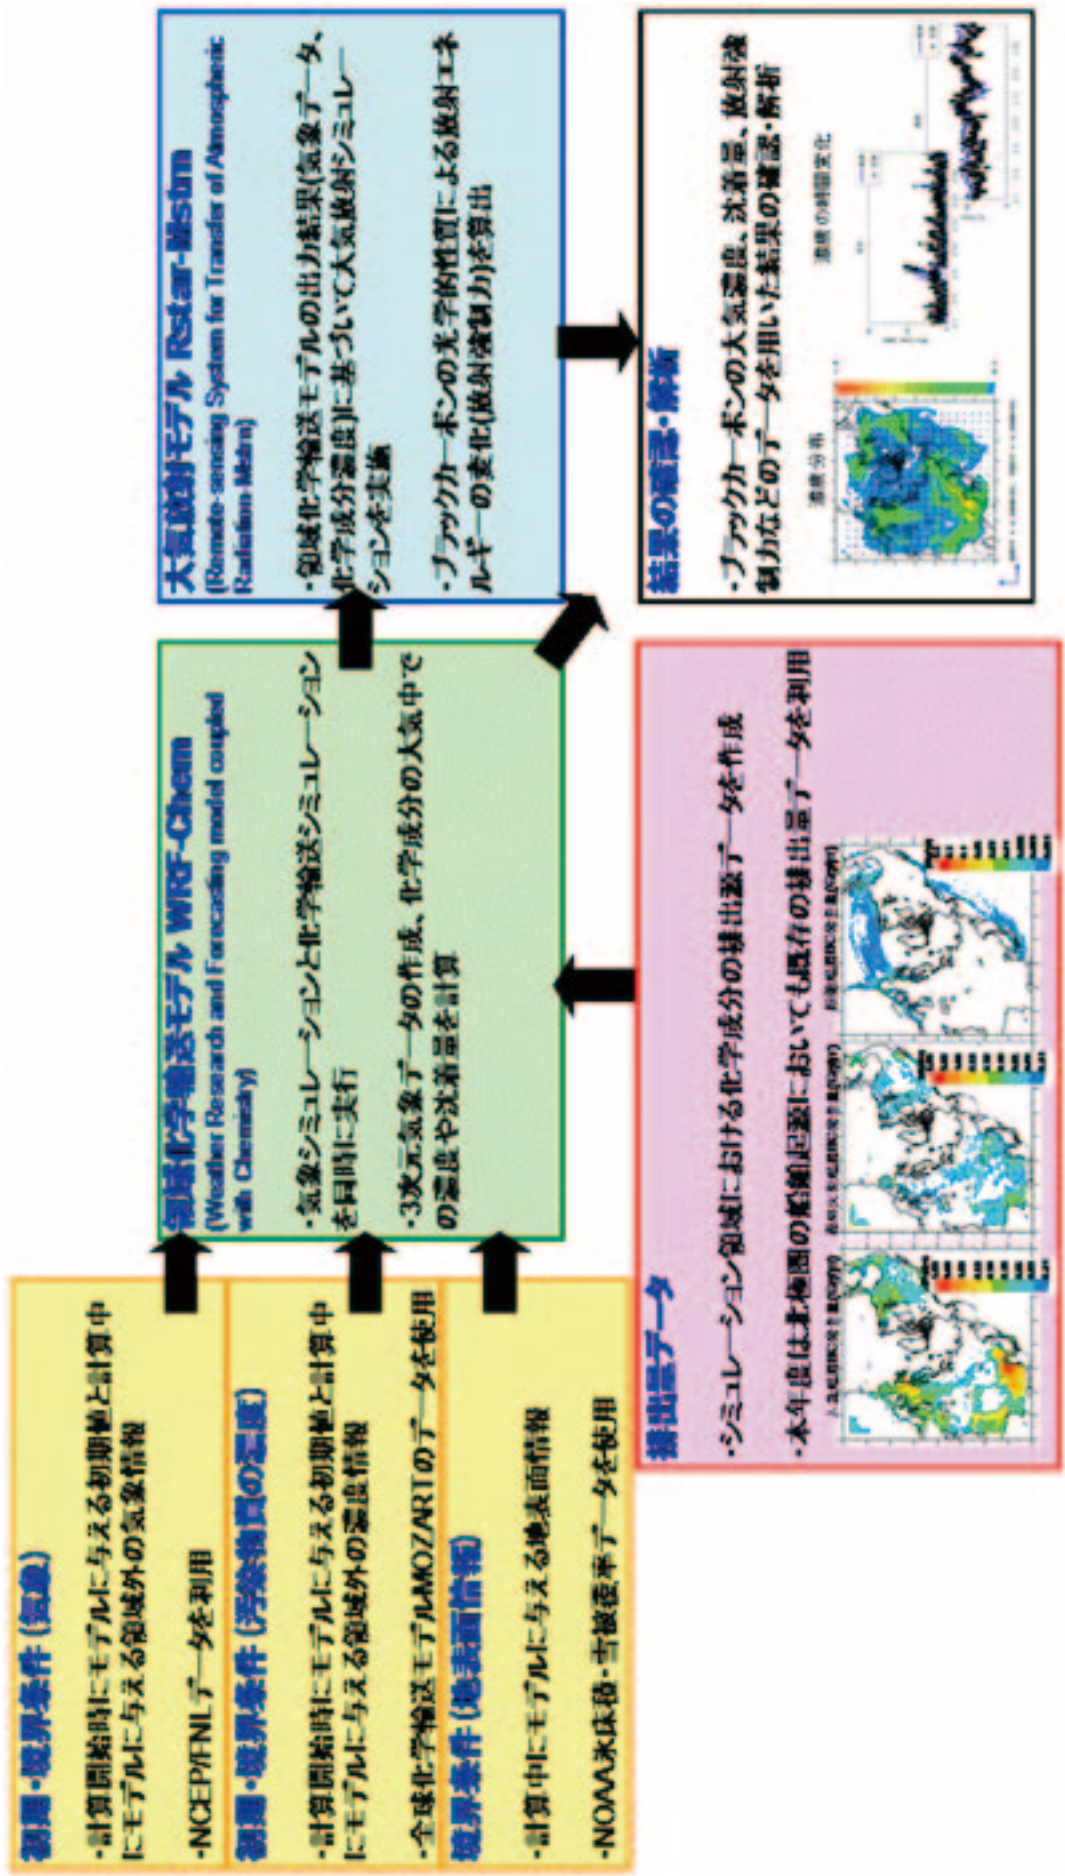 初期・境界条件(気象)
・計算開始時にモデルに与える初期値と計算中
にモデルに与える領域外の気象情報
・NCEP/FNLデータを利用
初期・境界条件(汚染物質の濃度)
・計算開始時にモデルに与える初期値と計算中
にモデルに与える領域外の濃度情報
・全球化学輸送モデルMOZARTのデータを使用
境界条件(地表面情報)
・計算中にモデルに与える地表面情報
・NOAA氷床積・雪被覆率データを使用
領域化学輸送モデル WRF-Chem
(Weather Research and Forecasting model coupled
with Chemistry)
・気象シミュレーションと化学輸送シミュレーション
を同時に実行
・3次元気象データの作成、化学成分の大気中で
の濃度や沈着量を計算
排出量データ
・シミュレーション領域における化学成分の排出源データを作成
・本年度は北極圏の船舶起源においても既存の排出量データを利用
大気放射モデル Rstar-Mstrn
(Remote-sensing System for Transfer of Atmospheric
Radiation-Mstrn)
・領域化学輸送モデルの出力結果(気象データ、
化学成分濃度)に基づいて大気放射シミュレー
ションを実施
・ブラックカーボンの光学的性質による放射エネ
ルギーの変化(放射強制力)を算出
結果の確認・解析
・ブラックカーボンの大気濃度、沈着量、放射強
制力などのデータを用いた結果の確認・解析
濃度分布
濃度の時間変化